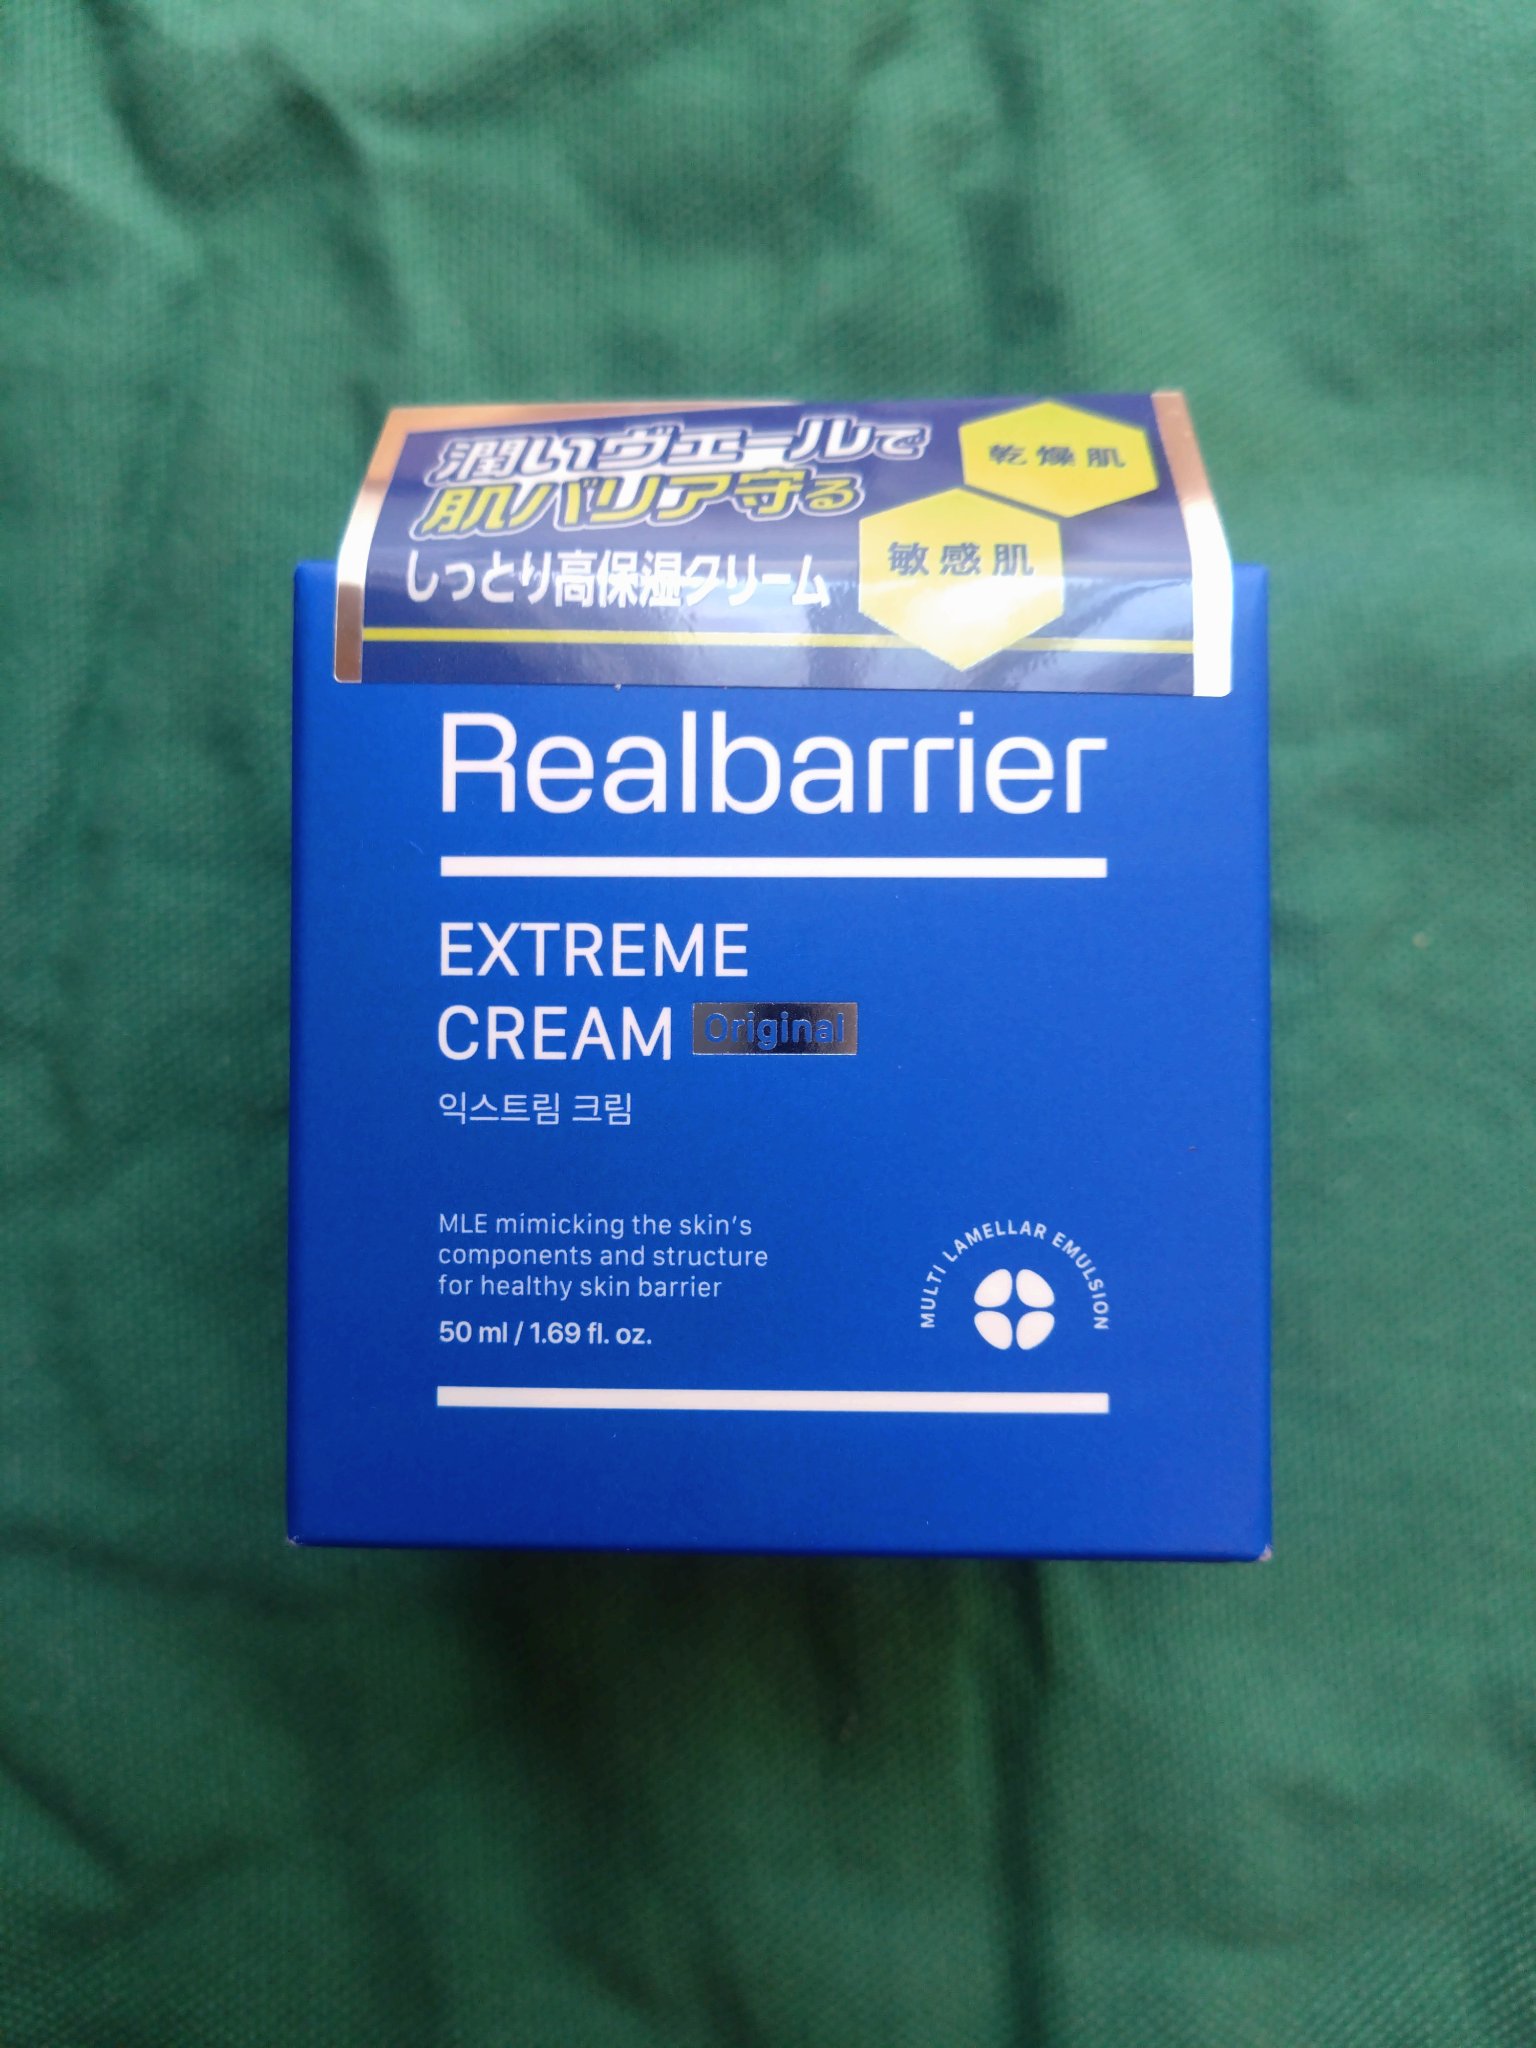 潤いヴェールで
肌バリア守る
しっとり高保湿クリーム
乾燥肌
敏感肌
Realbarrier
EXTREME
CREAM Original
익스트림 크림
MLE mimicking the skin's
components and structure
for healthy skin barrier
50 ml / 1.69 fl. oz.
MULTI LAMELLAR EMULSION